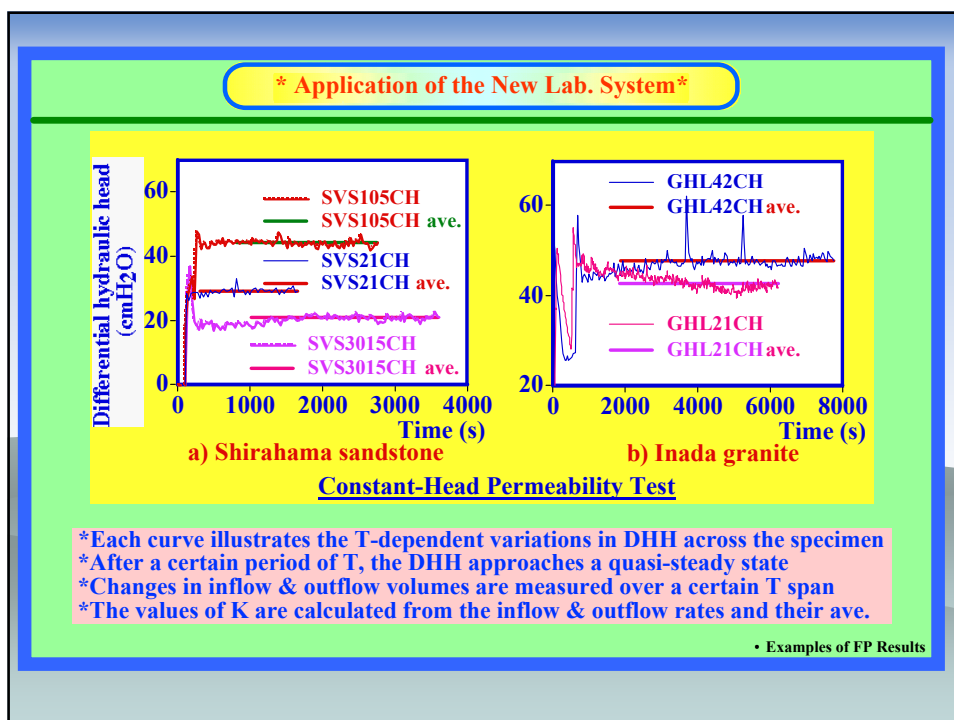 * Application of the New Lab. System*
Differential hydraulic head
(cmH2O)
60
40
20
0
0 1000 2000 3000 4000
Time (s)
SVS105CH
SVS105CH ave.
SVS21CH
SVS21CH ave.
SVS3015CH
SVS3015CH ave.
a) Shirahama sandstone
60
40
20
0 2000 4000 6000 8000
Time (s)
GHL42CH
GHL42CH ave.
GHL21CH
GHL21CH ave.
b) Inada granite
Constant-Head Permeability Test
*Each curve illustrates the T-dependent variations in DHH across the specimen
*After a certain period of T, the DHH approaches a quasi-steady state
*Changes in inflow & outflow volumes are measured over a certain T span
*The values of K are calculated from the inflow & outflow rates and their ave.
• Examples of FP Results